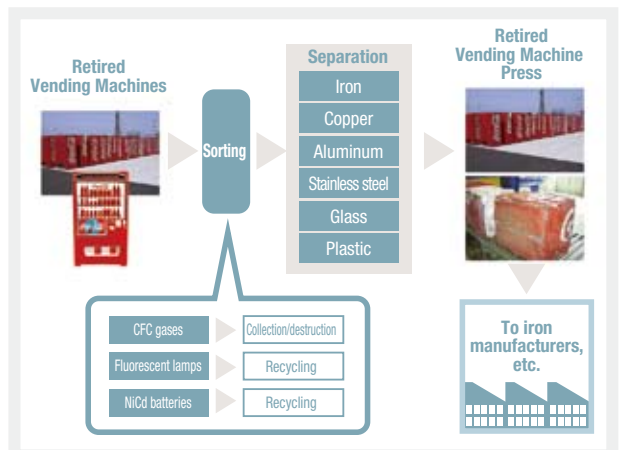 Retired
Vending Machines
Sorting
Separation
Iron
Copper
Aluminum
Stainless steel
Glass
Plastic
Retired
Vending Machine
Press
CFC gases
Collection/destruction
Fluorescent lamps
Recycling
NiCd batteries
Recycling
To iron
manufacturers,
etc.